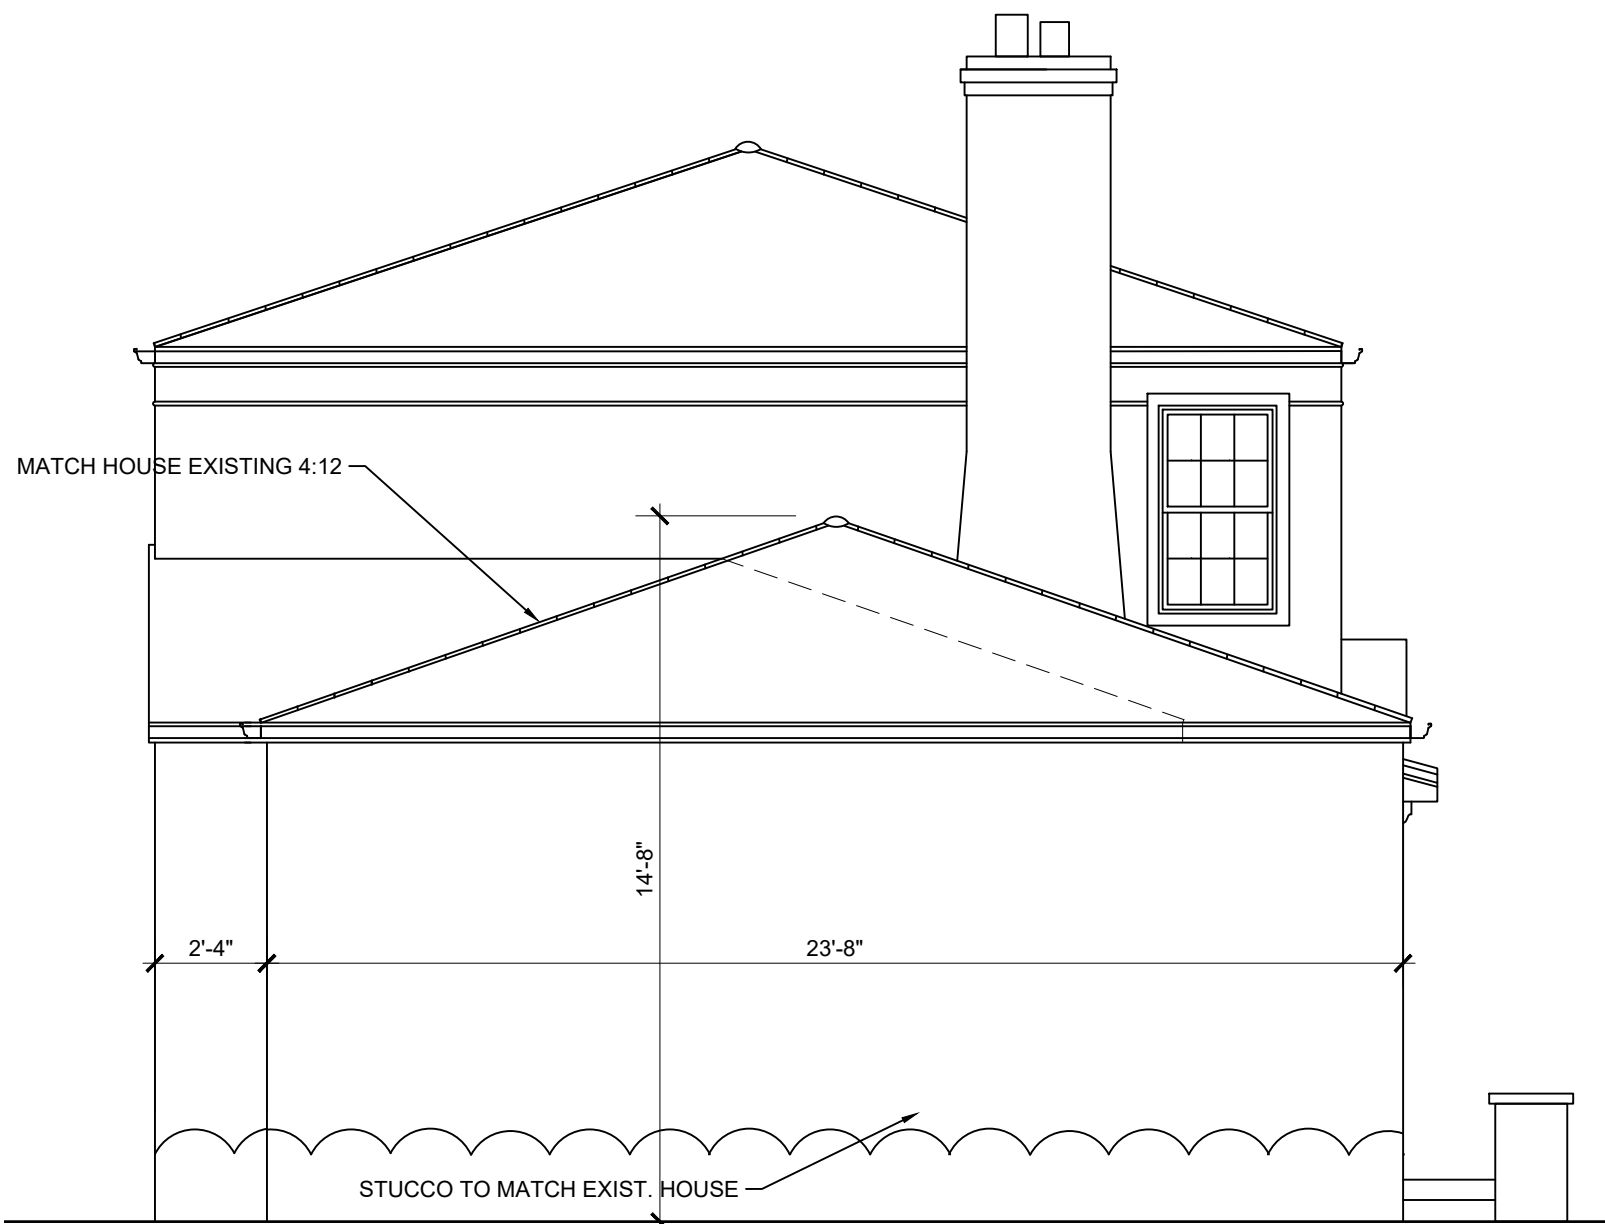 MATCH HOUSE EXISTING 4:12
14'-8"
2'-4"
23'-8"
STUCCO TO MATCH EXIST. HOUSE